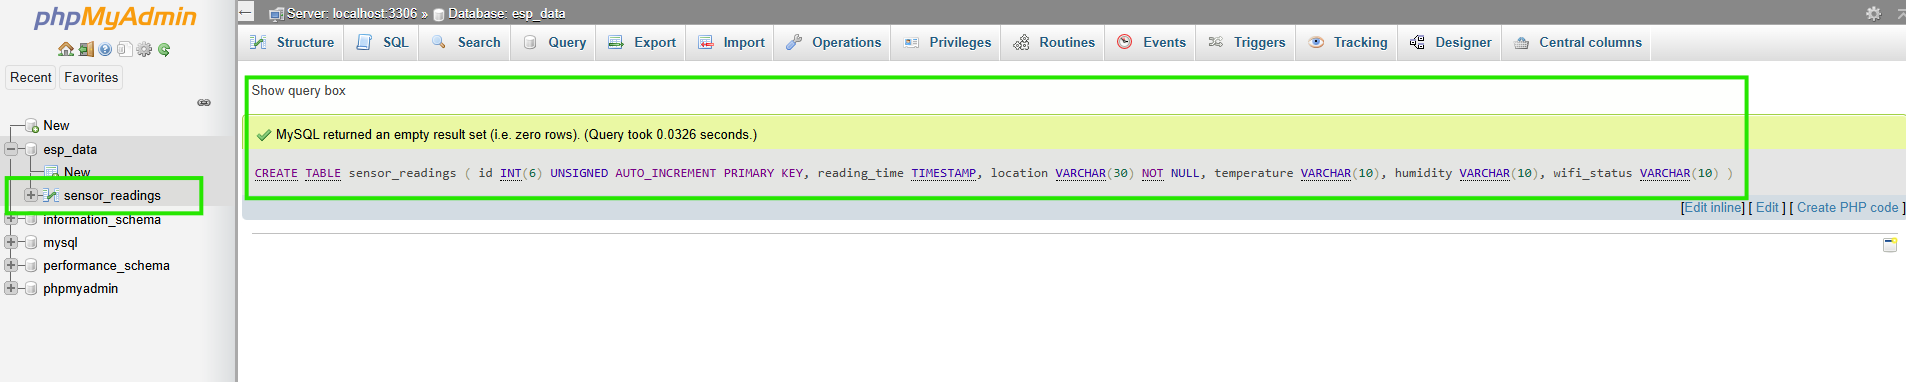 phpMyAdmin
Recent Favorites
New
esp_data
New
sensor_readings
information_schema
mysql
performance_schema
phpmyadmin
Server: localhost:3306 » Database: esp_data
Structure SQL Search Query Export Import Operations Privileges Routines Events Triggers Tracking Designer Central columns
Show query box
MySQL returned an empty result set (i.e. zero rows). (Query took 0.0326 seconds.)
CREATE TABLE sensor_readings ( id INT(6) UNSIGNED AUTO_INCREMENT PRIMARY KEY, reading_time TIMESTAMP, location VARCHAR(30) NOT NULL, temperature VARCHAR(10), humidity VARCHAR(10), wifi_status VARCHAR(10) )
[Edit inline] [ Edit ] [ Create PHP code ]